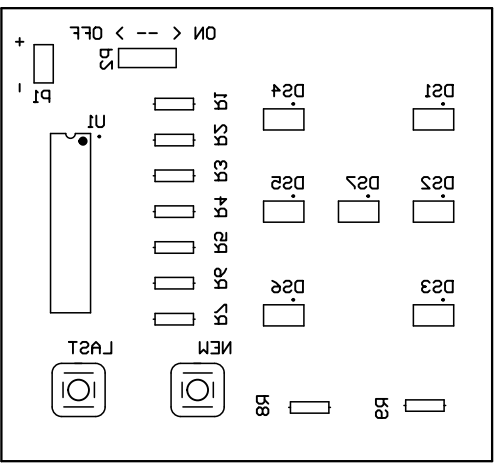 ON < -- > OFF
+
P2
-
P1
U1
R1
DS4
DS1
R2
R3
DS5
DS7
DS2
R4
R5
R6
DS6
DS3
R7
LAST
NEW
R8
R9